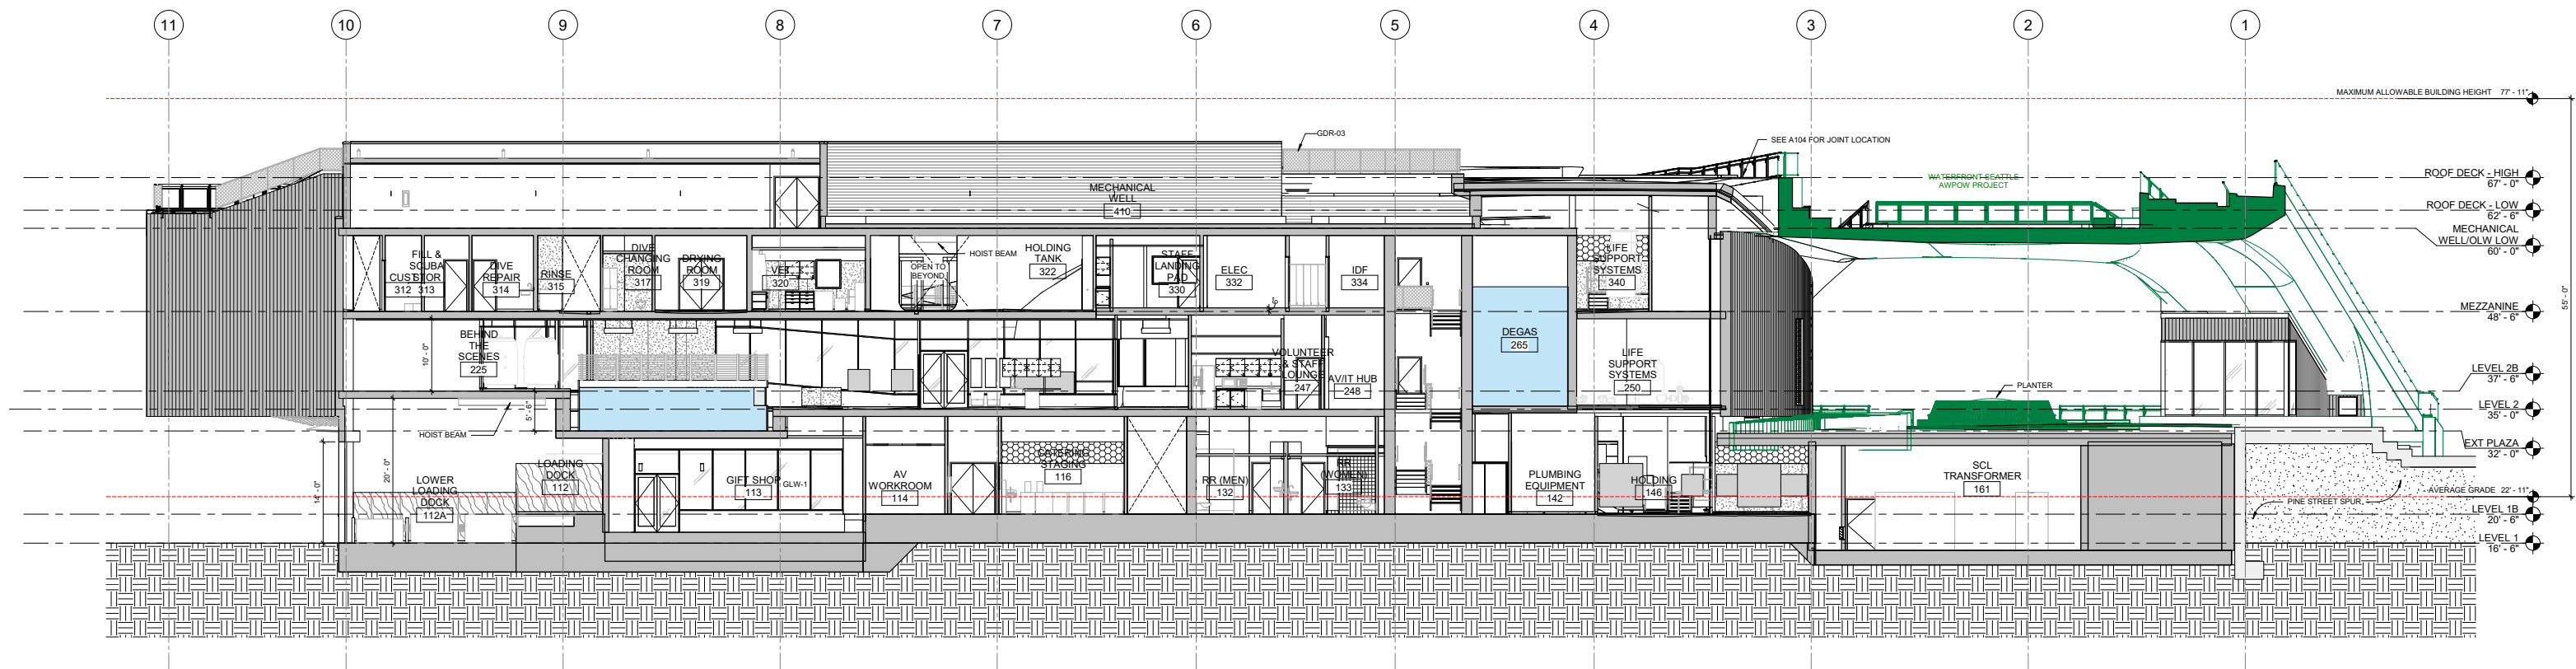 11 10 9 8 7 6 5 4 3 2 1
MAXIMUM ALLOWABLE BUILDING HEIGHT 77' - 11"
GDR-03
SEE A104 FOR JOINT LOCATION
WATERFRONT SEATTLE
AWPOW PROJECT
ROOF DECK - HIGH
67' - 0"
ROOF DECK - LOW
62' - 6"
MECHANICAL
WELL/OLW LOW
60' - 0"
MEZZANINE
48' - 6"
55' - 0"
LEVEL 2B
37' - 6"
LEVEL 2
35' - 0"
EXT PLAZA
32' - 0"
AVERAGE GRADE 22' - 11"
LEVEL 1B
20' - 6"
LEVEL 1
16' - 6"
MECHANICAL
WELL
410
FILL &
SCUBA
CUST STOR
312 313
DIVE
REPAIR
314
RINSE
315
DIVE
CHANGING
ROOM
317
DRYING
ROOM
319
VET
320
OPEN TO
BEYOND
HOIST BEAM
HOLDING
TANK
322
STAFF
LANDING
PAD
330
ELEC
332
6"
IDF
334
LIFE
SUPPORT
SYSTEMS
340
BEHIND
THE
SCENES
225
10' - 0"
VOLUNTEER
& STAFF
LOUNGE
247
AV/IT HUB
248
DEGAS
265
LIFE
SUPPORT
SYSTEMS
250
PLANTER
HOIST BEAM
5' - 6"
20' - 0"
14' - 0"
LOWER
LOADING
DOCK
112A
LOADING
DOCK
112
GIFT SHOP
113
GLW-1
AV
WORKROOM
114
CATERING
STAGING
116
RR (MEN)
132
RR
(WOMEN)
133
PLUMBING
EQUIPMENT
142
HOLDING
146
SCL
TRANSFORMER
161
PINE STREET SPUR